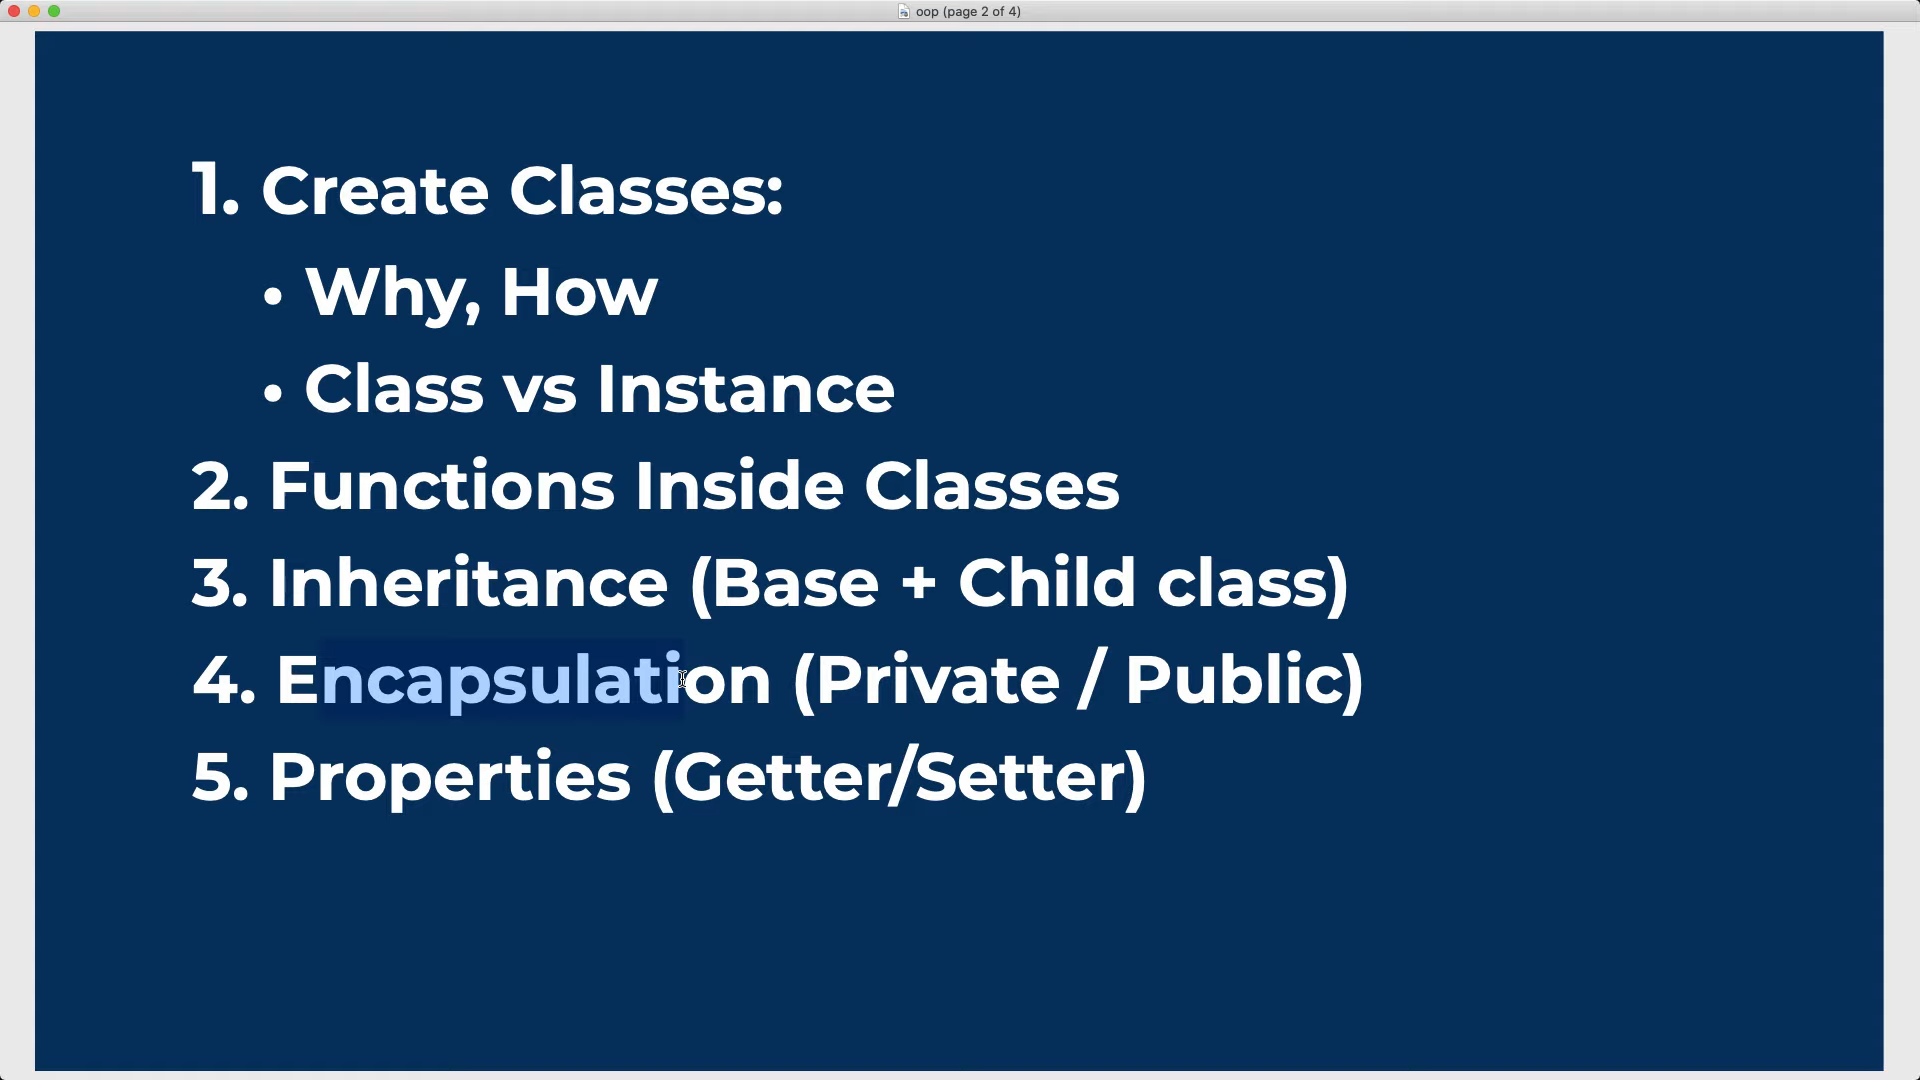 oop (page 2 of 4)
1. Create Classes:
• Why, How
• Class vs Instance
2. Functions Inside Classes
3. Inheritance (Base + Child class)
4. Encapsulation (Private / Public)
5. Properties (Getter/Setter)